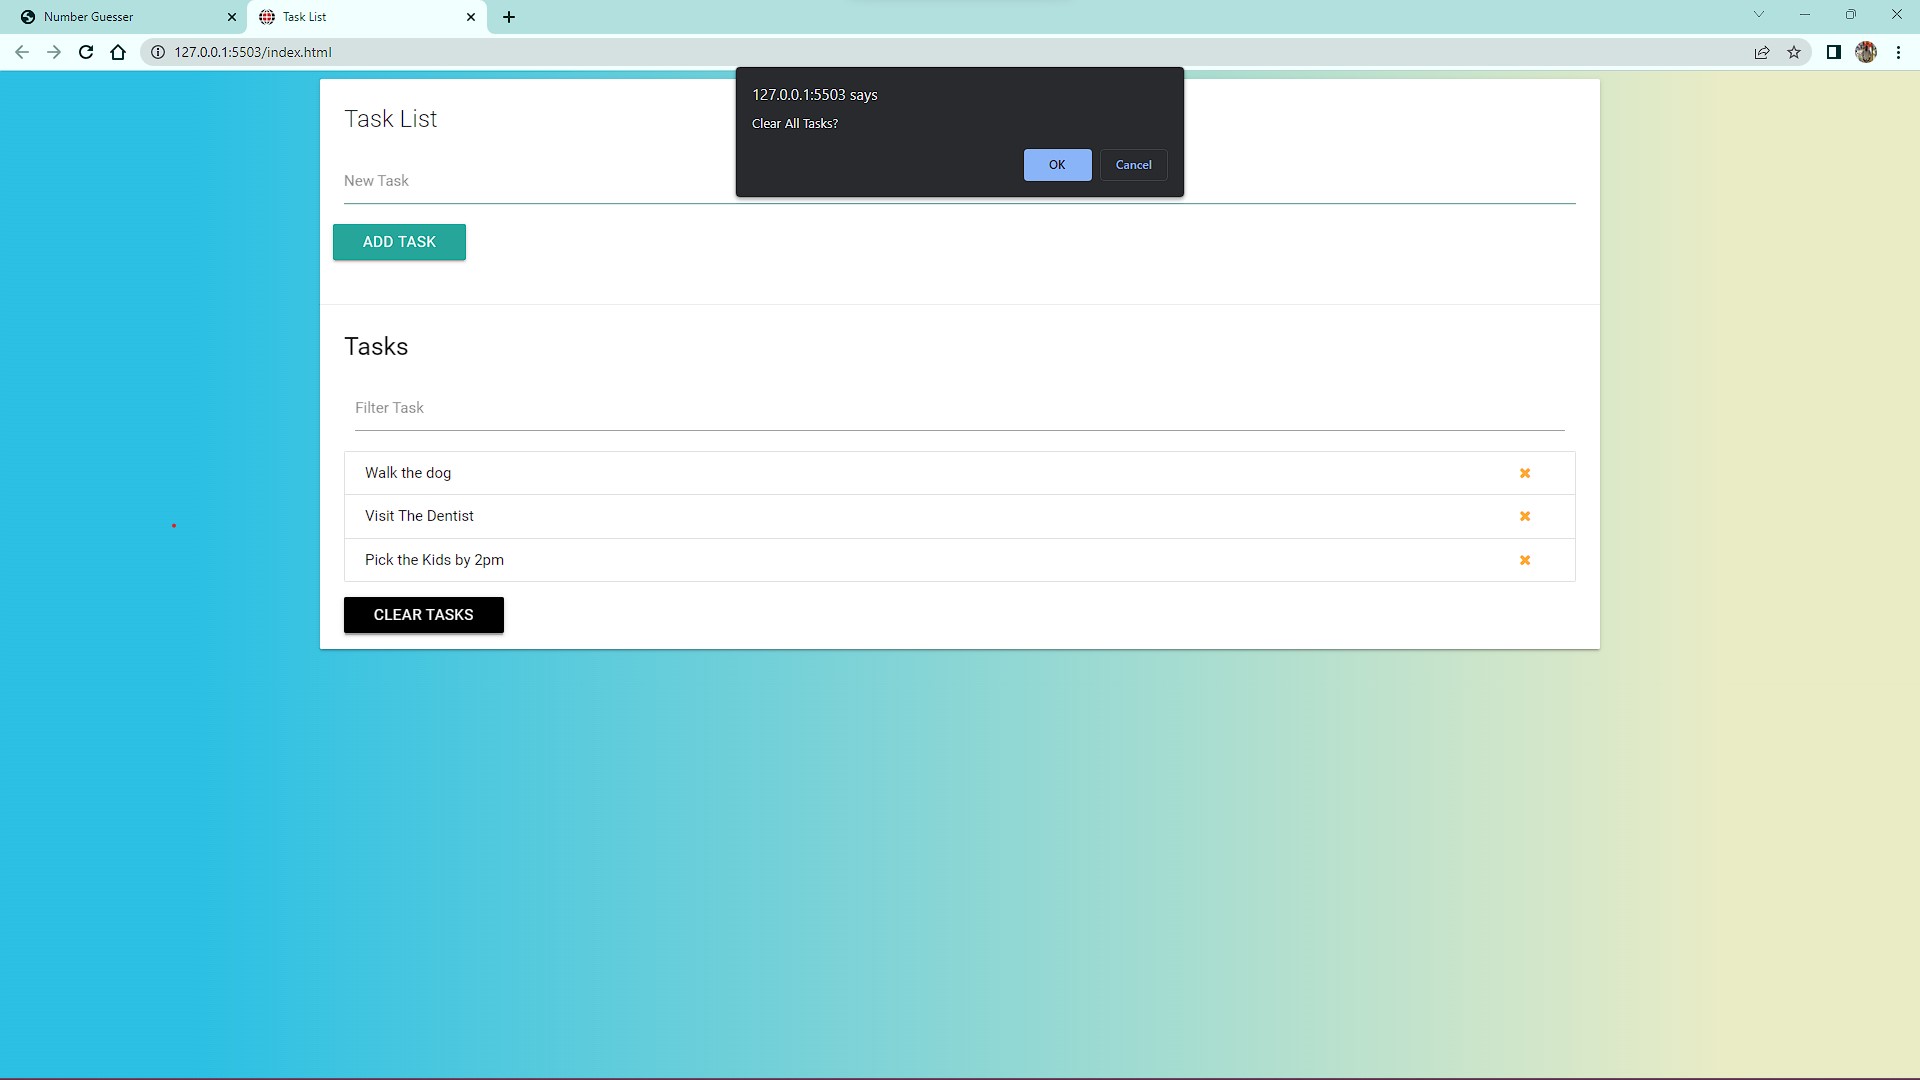 Number Guesser
Task List
127.0.0.1:5503/index.html
127.0.0.1:5503 says
Clear All Tasks?
OK Cancel
Task List
New Task
ADD TASK
Tasks
Filter Task
Walk the dog
Visit The Dentist
Pick the Kids by 2pm
CLEAR TASKS